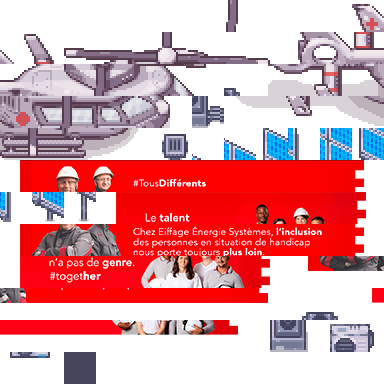 #TousDifférents
Le talent
Chez Eiffage Énergie Systèmes, l'inclusion
des personnes en situation de handicap
nous porte toujours plus loin.
n'a pas de genre.
#together